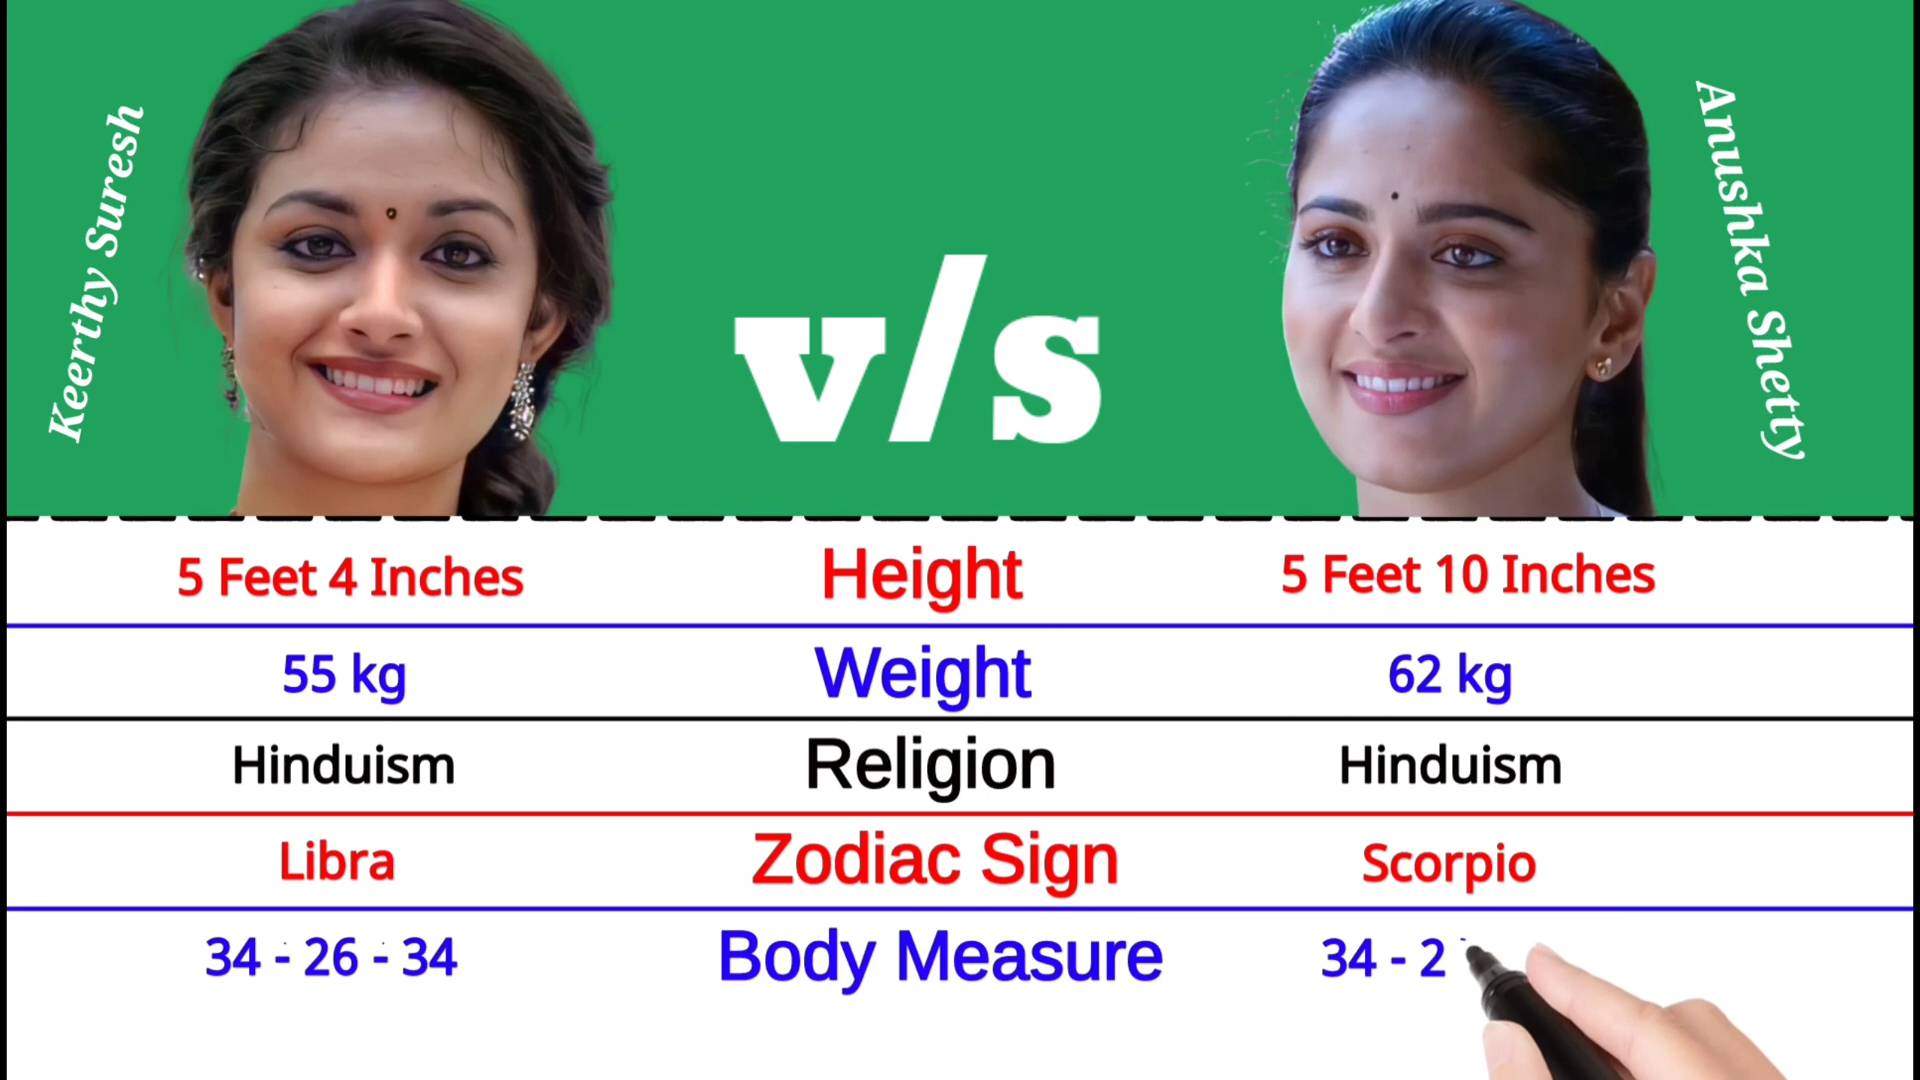 Keerthy Suresh
v/s
Anushka Shetty
5 Feet 4 Inches Height 5 Feet 10 Inches
55 kg Weight 62 kg
Hinduism Religion Hinduism
Libra Zodiac Sign Scorpio
34 - 26 - 34 Body Measure 34 - 2